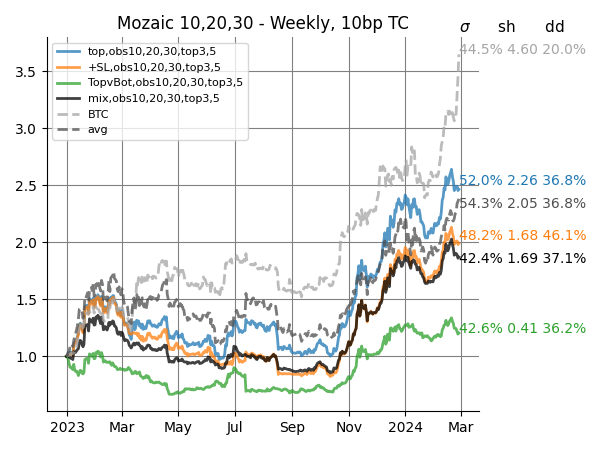 Mozaic 10,20,30 - Weekly, 10bp TC
σ sh dd
top,obs10,20,30,top3,5
+SL,obs10,20,30,top3,5
TopvBot,obs10,20,30,top3,5
mix,obs10,20,30,top3,5
BTC
avg
44.5% 4.60 20.0%
52.0% 2.26 36.8%
54.3% 2.05 36.8%
48.2% 1.68 46.1%
42.4% 1.69 37.1%
42.6% 0.41 36.2%
3.5
3.0
2.5
2.0
1.5
1.0
2023 Mar May Jul Sep Nov 2024 Mar